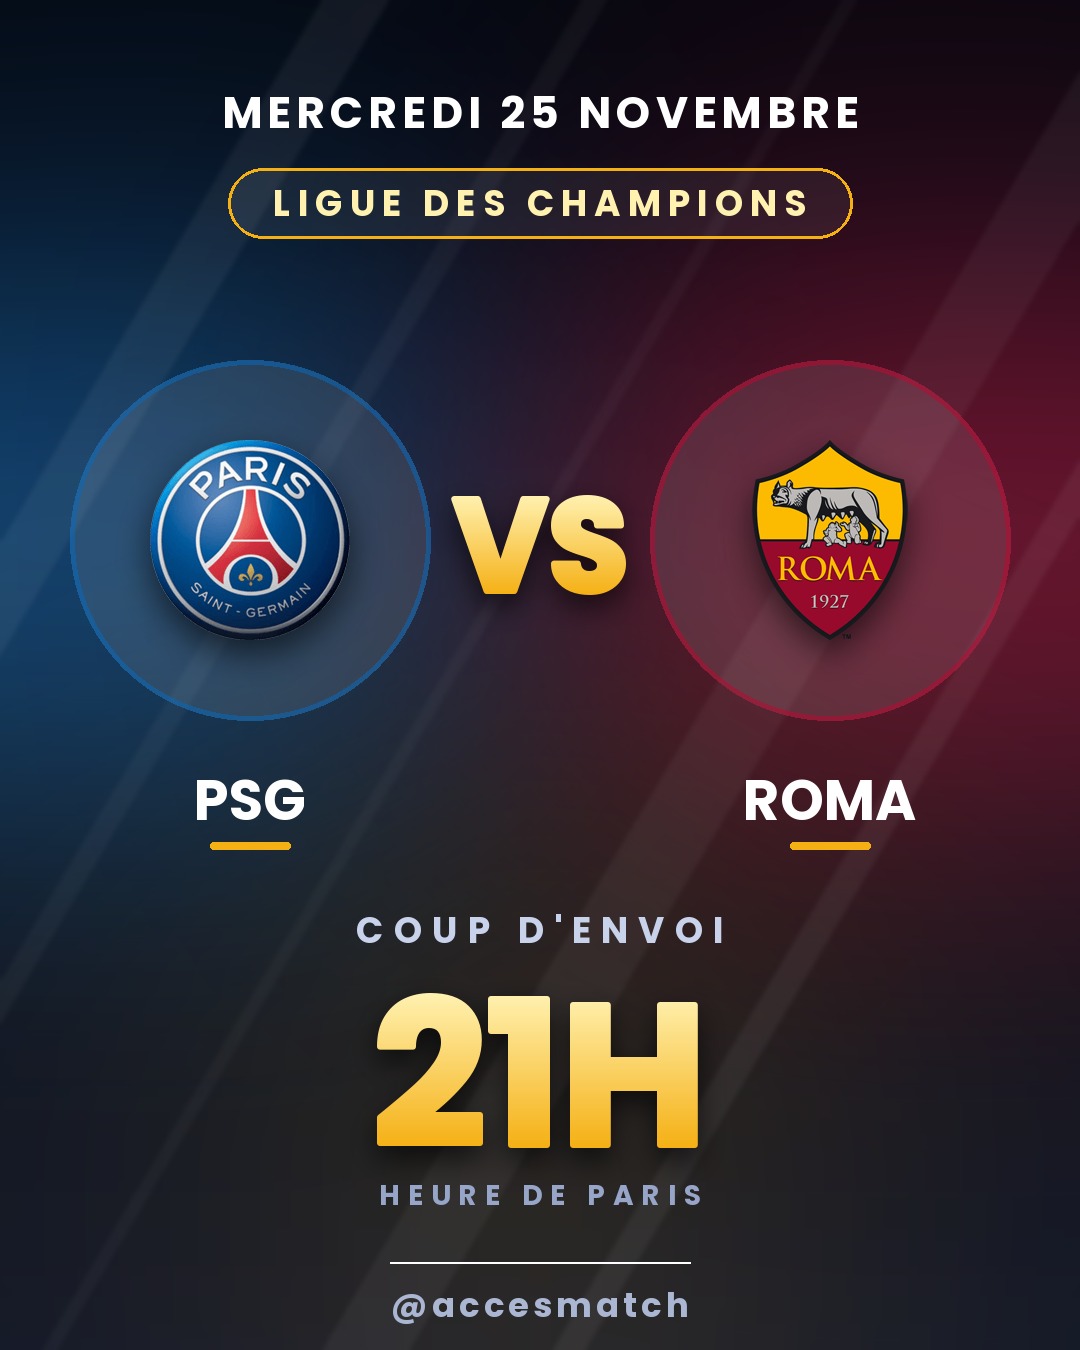 MERCREDI 25 NOVEMBRE
LIGUE DES CHAMPIONS
PARIS
SAINT - GERMAIN
VS
ROMA
1927
™
PSG
ROMA
COUP D'ENVOI
21H
HEURE DE PARIS
@accesmatch